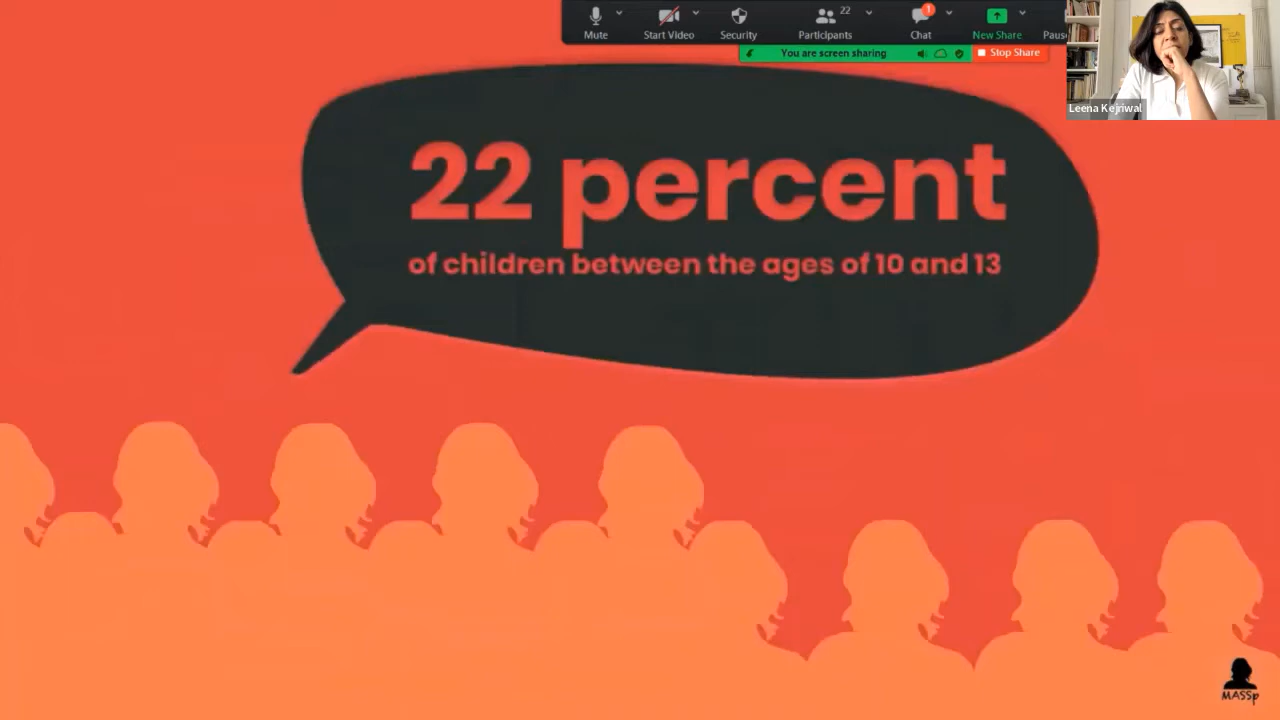 22
1
Mute
Start Video
Security
Participants
Chat
New Share
Paus
You are screen sharing
Stop Share
Leena Kejriwal
22 percent
of children between the ages of 10 and 13
MASSp